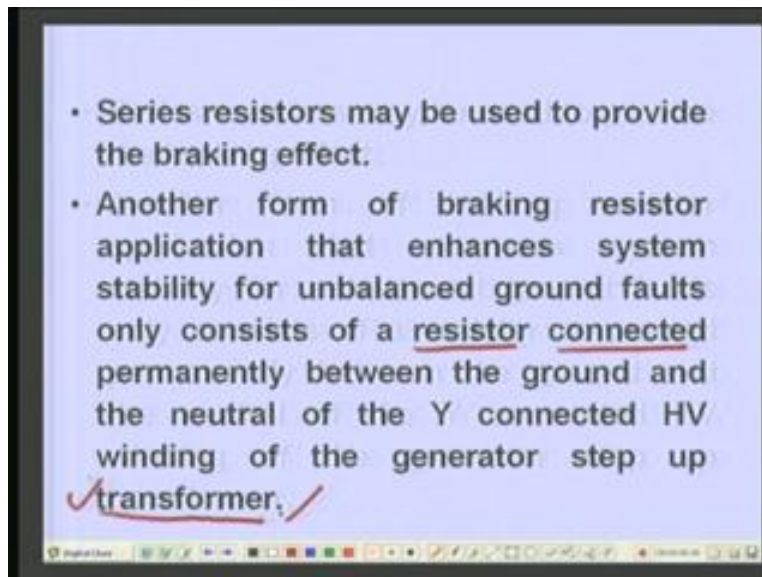 • Series resistors may be used to provide
the braking effect.
• Another form of braking resistor
application that enhances system
stability for unbalanced ground faults
only consists of a resistor connected
permanently between the ground and
the neutral of the Y connected HV
winding of the generator step up
transformer.